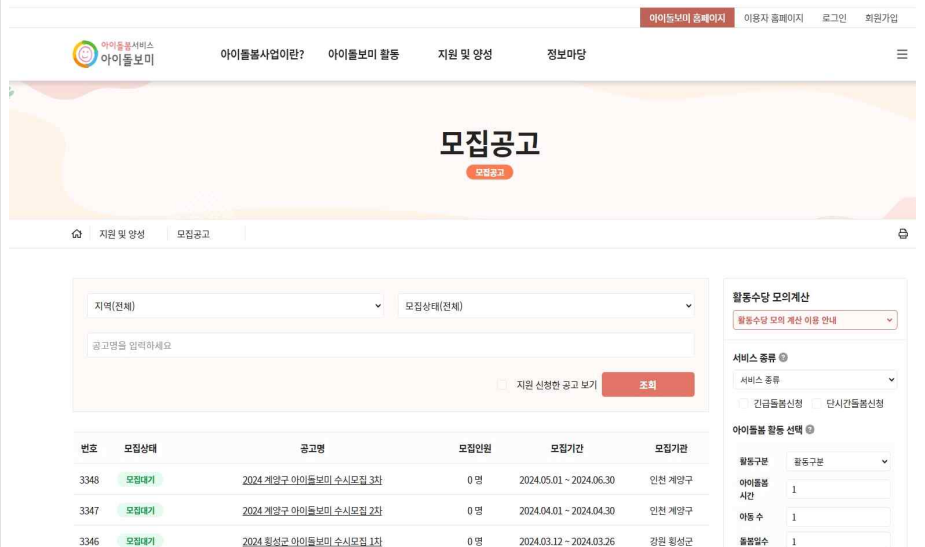 아이돌보미 홈페이지 이용자 홈페이지 로그인 회원가입
아이돌봄서비스
아이돌보미
아이돌봄사업이란? 아이돌보미 활동 지원 및 양성 정보마당
모집공고
모집공고
지원 및 양성 모집공고
지역(전체) 모집상태(전체)
공고명을 입력하세요
지원 신청한 공고 보기 조회
번호 모집상태 공고명 모집인원 모집기간 모집기관
3348 모집대기 2024 계양구 아이돌보미 수시모집 3차 0 명 2024.05.01 ~ 2024.06.30 인천 계양구
3347 모집대기 2024 계양구 아이돌보미 수시모집 2차 0 명 2024.04.01 ~ 2024.04.30 인천 계양구
3346 모집대기 2024 횡성군 아이돌보미 수시모집 1차 0 명 2024.03.12 ~ 2024.03.26 강원 횡성군
활동수당 모의계산
활동수당 모의 계산 이용 안내
서비스 종류
서비스 종류
긴급돌봄신청 단시간돌봄신청
아이돌봄 활동 선택
활동구분 활동구분
아이돌봄
시간 1
아동 수 1
돌봄일수 1